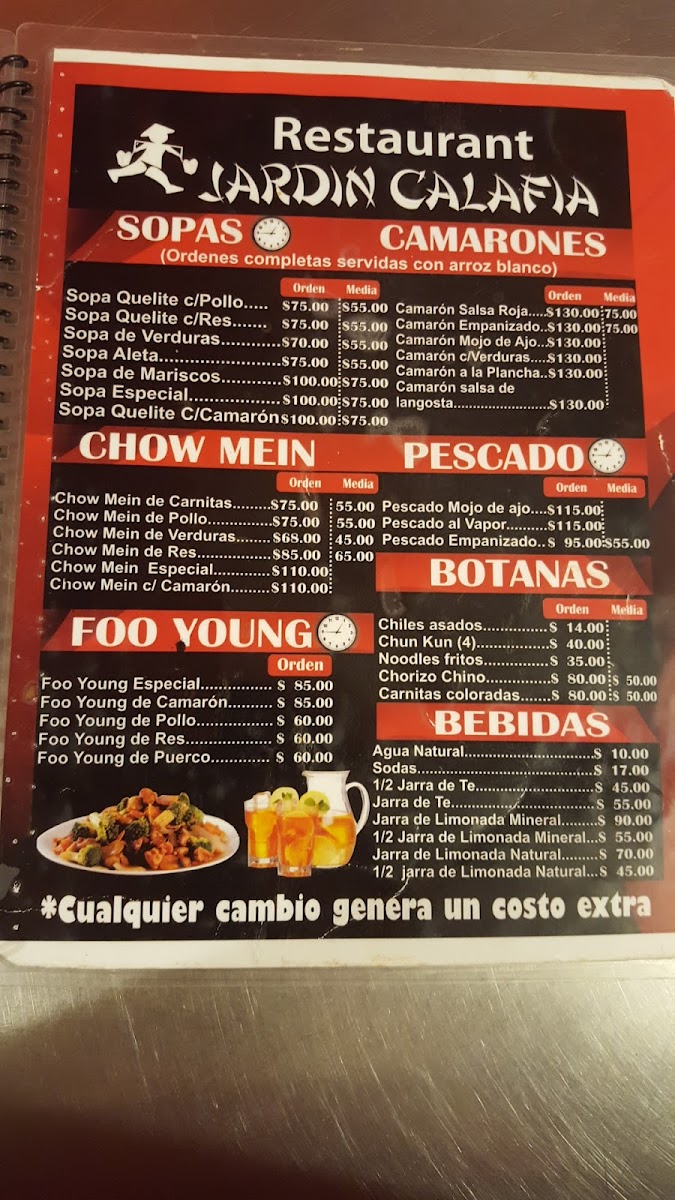 Restaurant
JARDIN CALAFIA
SOPAS
CAMARONES
(Ordenes completas servidas con arroz blanco)
Orden Media
Sopa Quelite c/Pollo..... $75.00 $55.00
Sopa Quelite c/Res....... $75.00 $55.00
Sopa de Verduras............$70.00 $55.00
Sopa Aleta......................$75.00 $55.00
Sopa de Mariscos............$100.00 $75.00
Sopa Especial..................$100.00 $75.00
Sopa Quelite C/Camarón $100.00 $75.00
Orden Media
Camarón Salsa Roja.....$130.00 75.00
Camarón Empanizado..$130.00 75.00
Camarón Mojo de Ajo...$130.00
Camarón c/Verduras....$130.00
Camarón a la Plancha..$130.00
Camarón salsa de
langosta.......................$130.00
CHOW MEIN
Orden Media
Chow Mein de Carnitas........$75.00 55.00
Chow Mein de Pollo.............$75.00 55.00
Chow Mein de Verduras.......$68.00 45.00
Chow Mein de Res...............$85.00 65.00
Chow Mein Especial............$110.00
Chow Mein c/ Camarón........$110.00
PESCADO
Orden Media
Pescado Mojo de ajo....$115.00
Pescado al Vapor.........$115.00
Pescado Empanizado..$ 95.00 $55.00
BOTANAS
Orden Media
Chiles asados...............$ 14.00
Chun Kun (4)................$ 40.00
Noodles fritos...............$ 35.00
Chorizo Chino...............$ 80.00 $ 50.00
Carnitas coloradas.......$ 80.00 $ 50.00
FOO YOUNG
Orden
Foo Young Especial............... $ 85.00
Foo Young de Camarón......... $ 85.00
Foo Young de Pollo................ $ 60.00
Foo Young de Res.................. $ 60.00
Foo Young de Puerco............. $ 60.00
BEBIDAS
Agua Natural............................$ 10.00
Sodas.......................................$ 17.00
1/2 Jarra de Te.........................$ 45.00
Jarra de Te...............................$ 55.00
Jarra de Limonada Mineral.......$ 90.00
1/2 Jarra de Limonada Mineral...$ 55.00
Jarra de Limonada Natural.........$ 70.00
1/2 jarra de Limonada Natural...$ 45.00
*Cualquier cambio genera un costo extra